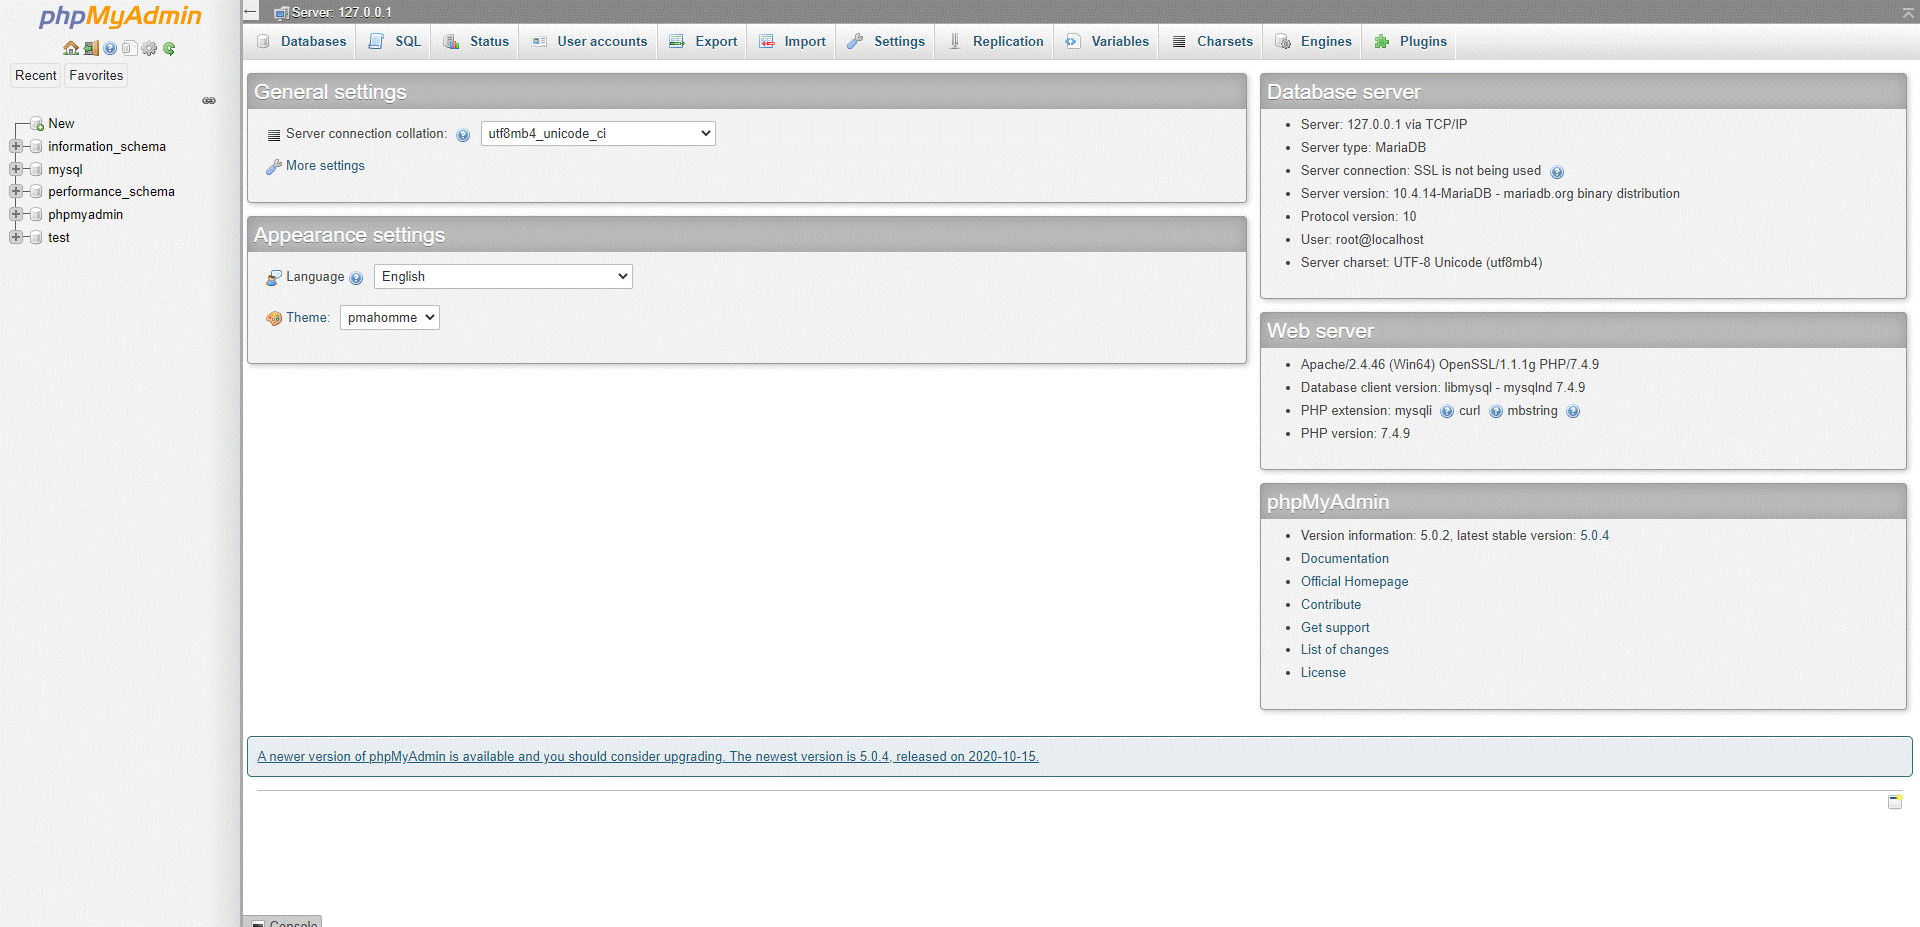 phpMyAdmin
Recent Favorites
New
information_schema
mysql
performance_schema
phpmyadmin
test
Server: 127.0.0.1
Databases SQL Status User accounts Export Import Settings Replication Variables Charsets Engines Plugins
General settings
Server connection collation: utf8mb4_unicode_ci
More settings
Appearance settings
Language English
Theme: pmahomme
Database server
Server: 127.0.0.1 via TCP/IP
Server type: MariaDB
Server connection: SSL is not being used
Server version: 10.4.14-MariaDB - mariadb.org binary distribution
Protocol version: 10
User: root@localhost
Server charset: UTF-8 Unicode (utf8mb4)
Web server
Apache/2.4.46 (Win64) OpenSSL/1.1.1g PHP/7.4.9
Database client version: libmysql - mysqlnd 7.4.9
PHP extension: mysqli curl mbstring
PHP version: 7.4.9
phpMyAdmin
Version information: 5.0.2, latest stable version: 5.0.4
Documentation
Official Homepage
Contribute
Get support
List of changes
License
A newer version of phpMyAdmin is available and you should consider upgrading. The newest version is 5.0.4, released on 2020-10-15.
Console